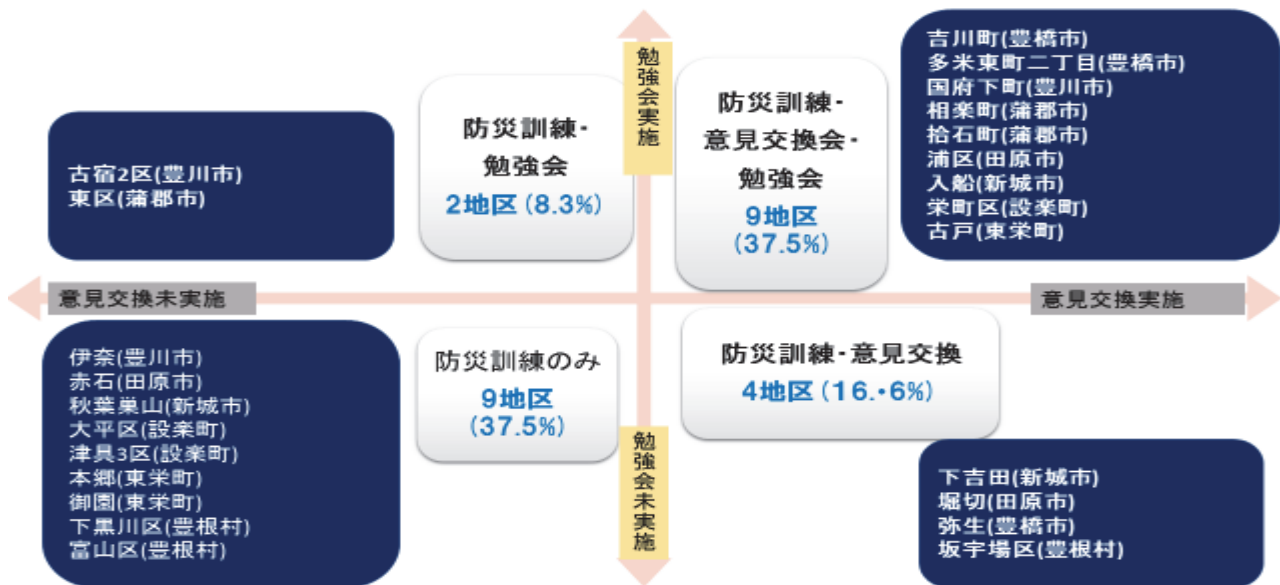 勉強会実施
防災訓練・
勉強会
2地区(8.3%)
防災訓練・
意見交換会・
勉強会
9地区
(37.5%)
吉川町(豊橋市)
多米東町二丁目(豊橋市)
国府下町(豊川市)
相楽町(蒲郡市)
拾石町(蒲郡市)
浦区(田原市)
入船(新城市)
栄町区(設楽町)
古戸(東栄町)
古宿2区(豊川市)
東区(蒲郡市)
意見交換未実施
意見交換実施
伊奈(豊川市)
赤石(田原市)
秋葉巣山(新城市)
大平区(設楽町)
津具3区(設楽町)
本郷(東栄町)
御園(東栄町)
下黒川区(豊根村)
富山区(豊根村)
防災訓練のみ
9地区
(37.5%)
防災訓練・意見交換
4地区(16.・6%)
勉強会未実施
下吉田(新城市)
堀切(田原市)
弥生(豊橋市)
坂宇場区(豊根村)